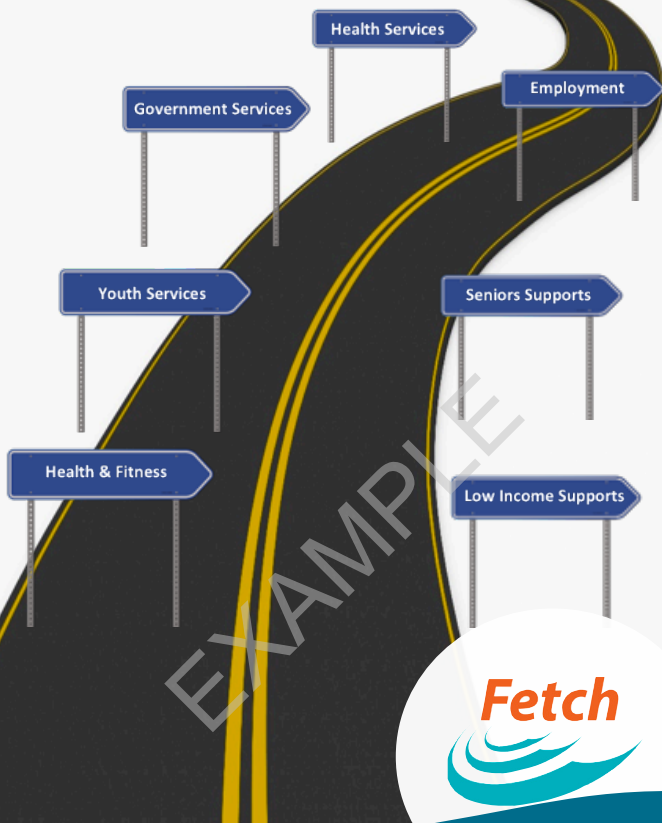 Health Services
Employment
Government Services
Youth Services
Seniors Supports
Health & Fitness
Low Income Supports
EXAMPLE
Fetch